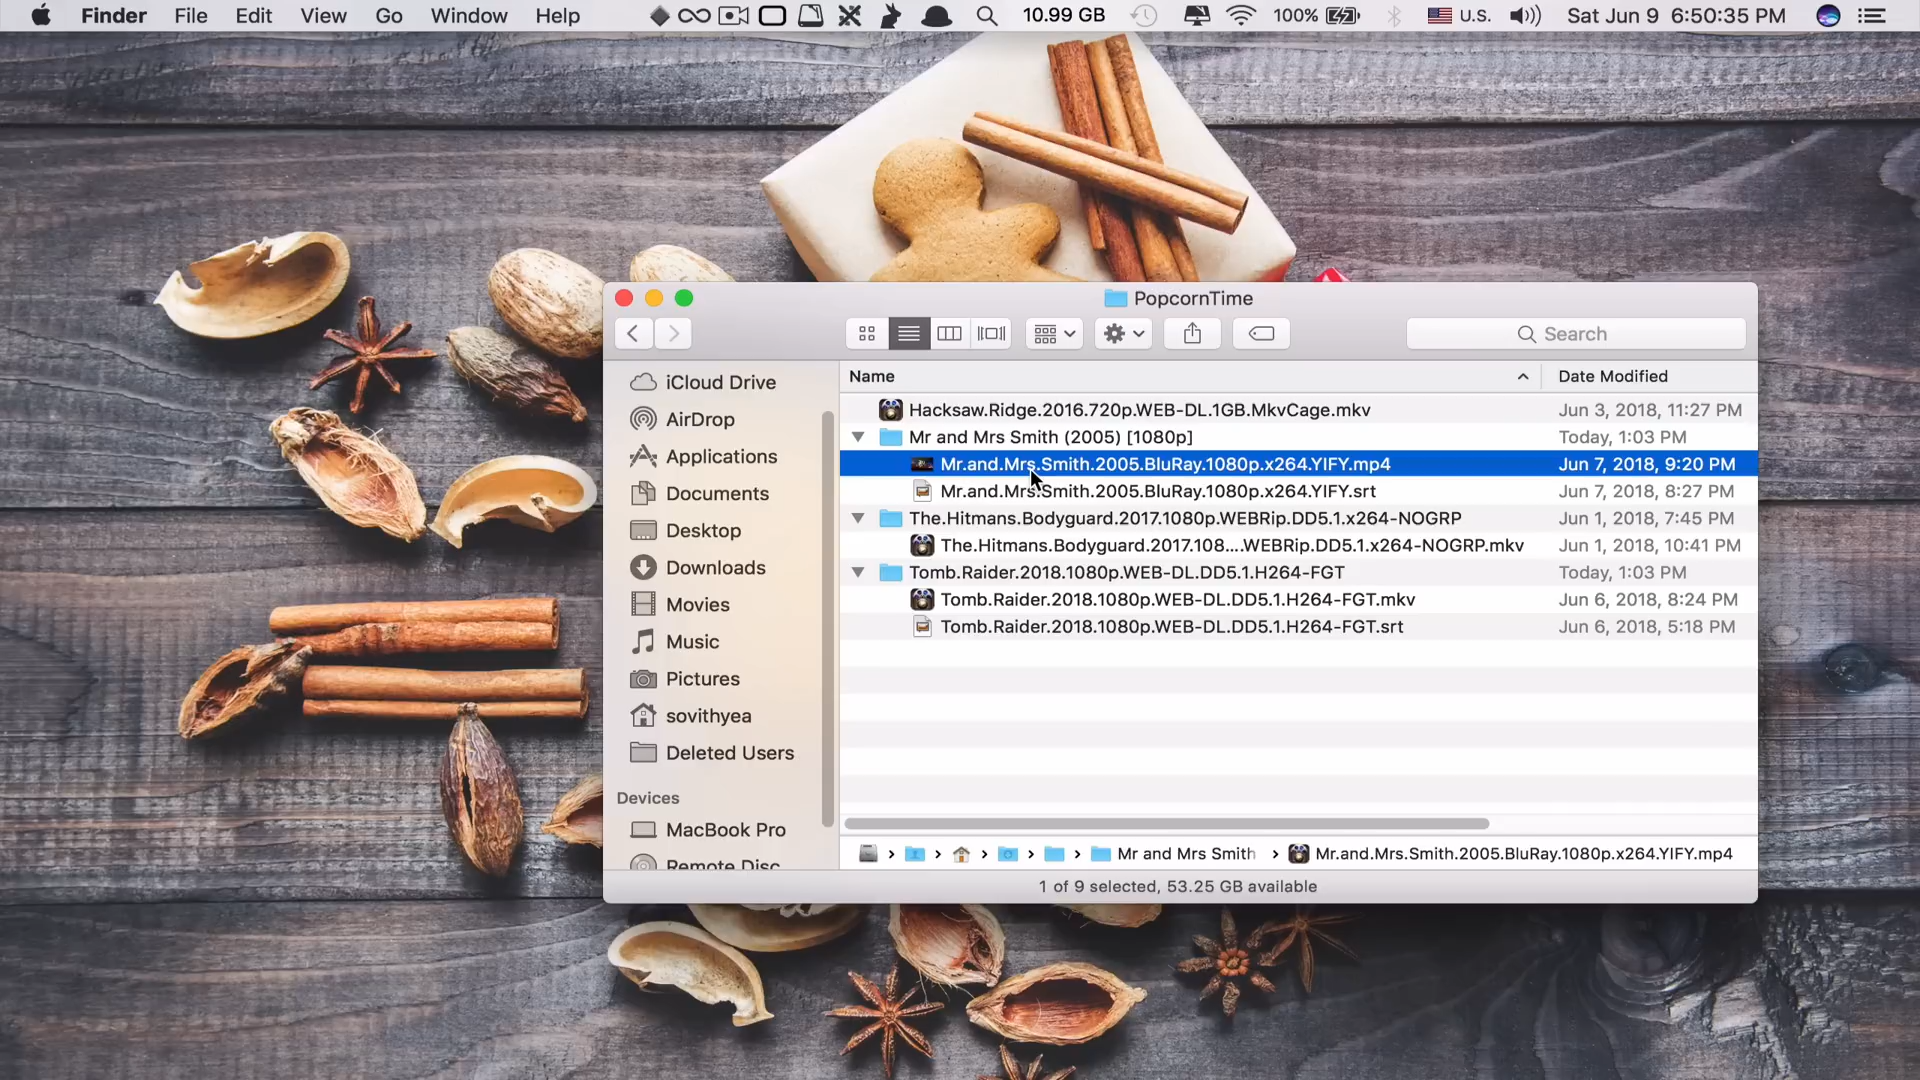 Finder File Edit View Go Window Help 10.99 GB 100% U.S. Sat Jun 9 6:50:35 PM
PopcornTime
Search
iCloud Drive
AirDrop
Applications
Documents
Desktop
Downloads
Movies
Music
Pictures
sovithyea
Deleted Users
Devices
MacBook Pro
Remote Disc
Name Date Modified
Hacksaw.Ridge.2016.720p.WEB-DL.1GB.MkvCage.mkv Jun 3, 2018, 11:27 PM
Mr and Mrs Smith (2005) [1080p] Today, 1:03 PM
Mr.and.Mrs.Smith.2005.BluRay.1080p.x264.YIFY.mp4 Jun 7, 2018, 9:20 PM
Mr.and.Mrs.Smith.2005.BluRay.1080p.x264.YIFY.srt Jun 7, 2018, 8:27 PM
The.Hitmans.Bodyguard.2017.1080p.WEBRip.DD5.1.x264-NOGRP Jun 1, 2018, 7:45 PM
The.Hitmans.Bodyguard.2017.108....WEBRip.DD5.1.x264-NOGRP.mkv Jun 1, 2018, 10:41 PM
Tomb.Raider.2018.1080p.WEB-DL.DD5.1.H264-FGT Today, 1:03 PM
Tomb.Raider.2018.1080p.WEB-DL.DD5.1.H264-FGT.mkv Jun 6, 2018, 8:24 PM
Tomb.Raider.2018.1080p.WEB-DL.DD5.1.H264-FGT.srt Jun 6, 2018, 5:18 PM
Mr and Mrs Smith Mr.and.Mrs.Smith.2005.BluRay.1080p.x264.YIFY.mp4
1 of 9 selected, 53.25 GB available